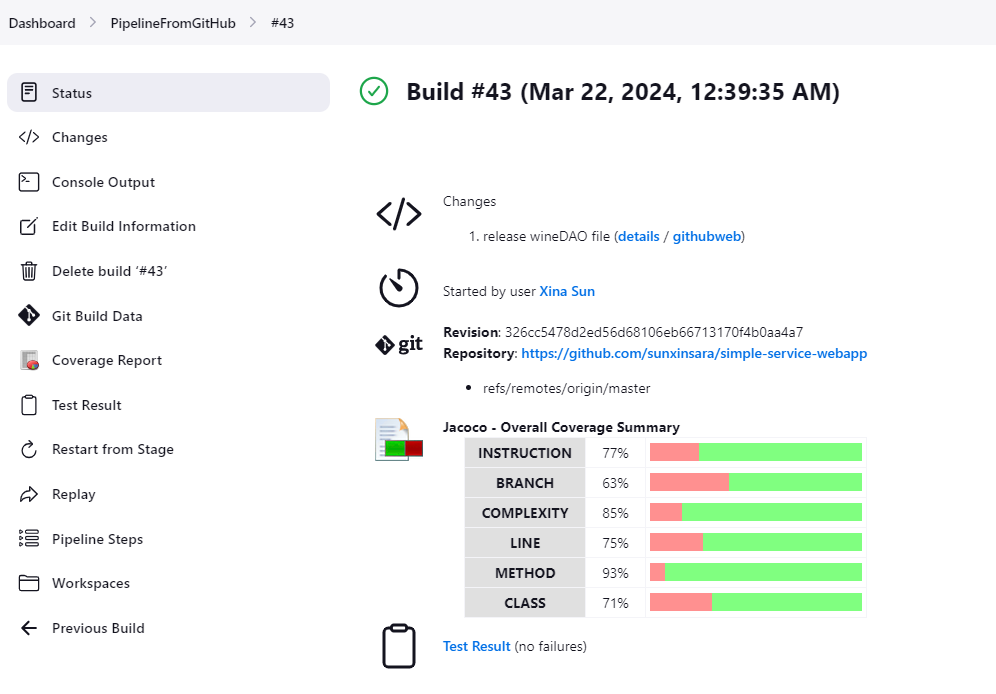 Dashboard > PipelineFromGitHub > #43
Status
Changes
Console Output
Edit Build Information
Delete build ‘#43’
Git Build Data
Coverage Report
Test Result
Restart from Stage
Replay
Pipeline Steps
Workspaces
Previous Build
Build #43 (Mar 22, 2024, 12:39:35 AM)
Changes
1. release wineDAO file (details / githubweb)
Started by user Xina Sun
git
Revision: 326cc5478d2ed56d68106eb66713170f4b0aa4a7
Repository: https://github.com/sunxinsara/simple-service-webapp
• refs/remotes/origin/master
Jacoco - Overall Coverage Summary
INSTRUCTION 77%
BRANCH 63%
COMPLEXITY 85%
LINE 75%
METHOD 93%
CLASS 71%
Test Result (no failures)